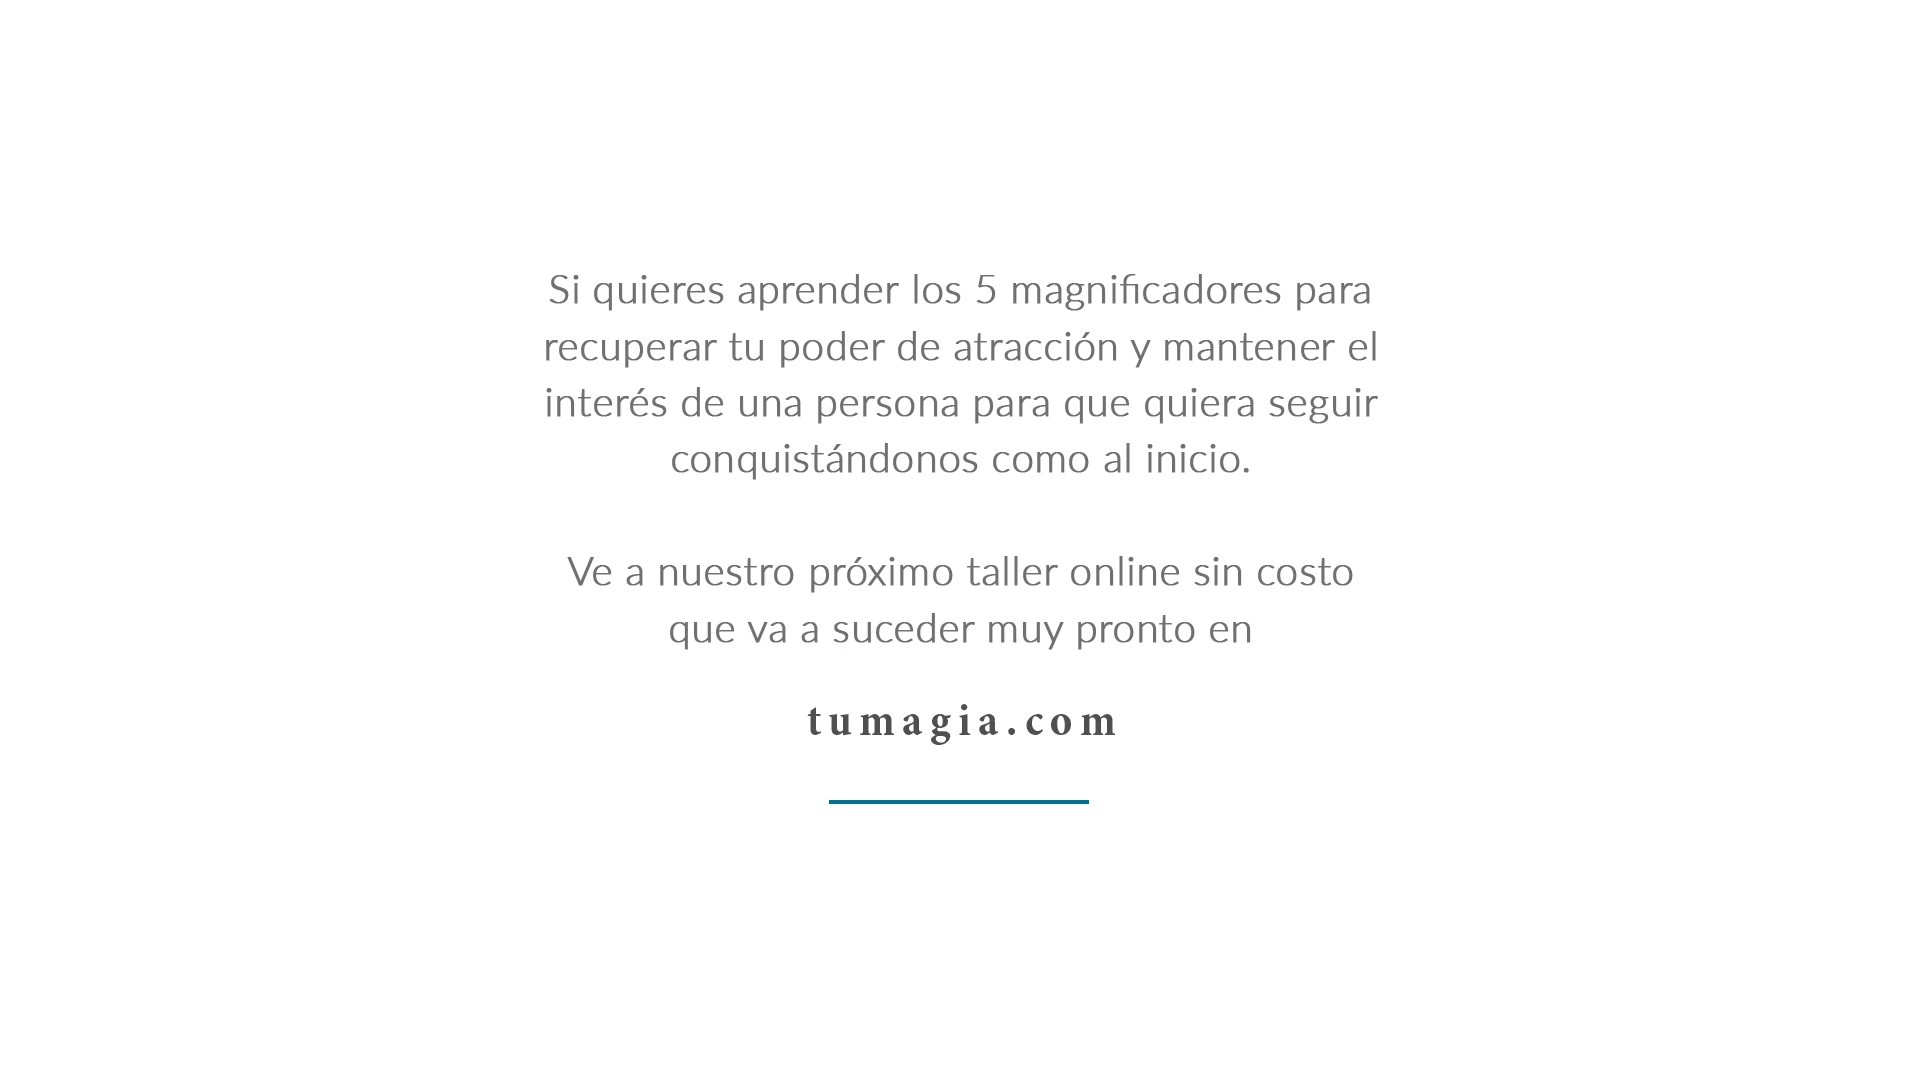 Si quieres aprender los 5 magnificadores para
recuperar tu poder de atracción y mantener el
interés de una persona para que quiera seguir
conquistándonos como al inicio.
Ve a nuestro próximo taller online sin costo
que va a suceder muy pronto en
tumagia.com